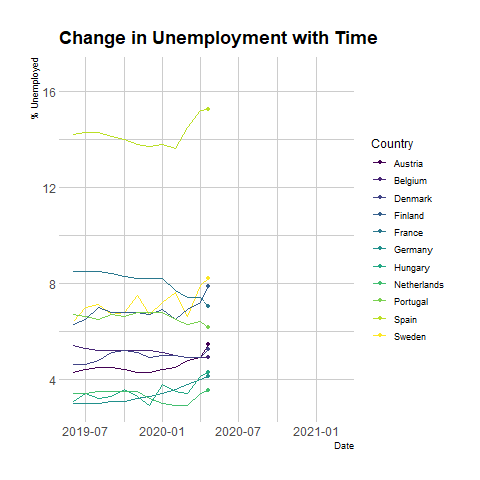 Change in Unemployment with Time
% Unemployed
16
12
8
4
2019-07
2020-01
2020-07
2021-01
Date
Country
Austria
Belgium
Denmark
Finland
France
Germany
Hungary
Netherlands
Portugal
Spain
Sweden